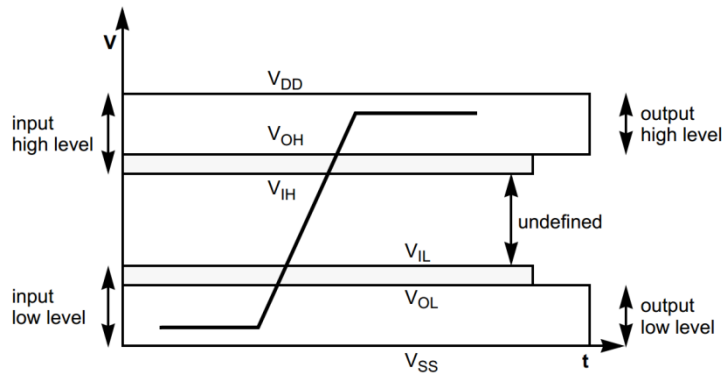 V
V_DD
input
high level
output
high level
V_OH
V_IH
undefined
V_IL
input
low level
V_OL
output
low level
V_SS
t